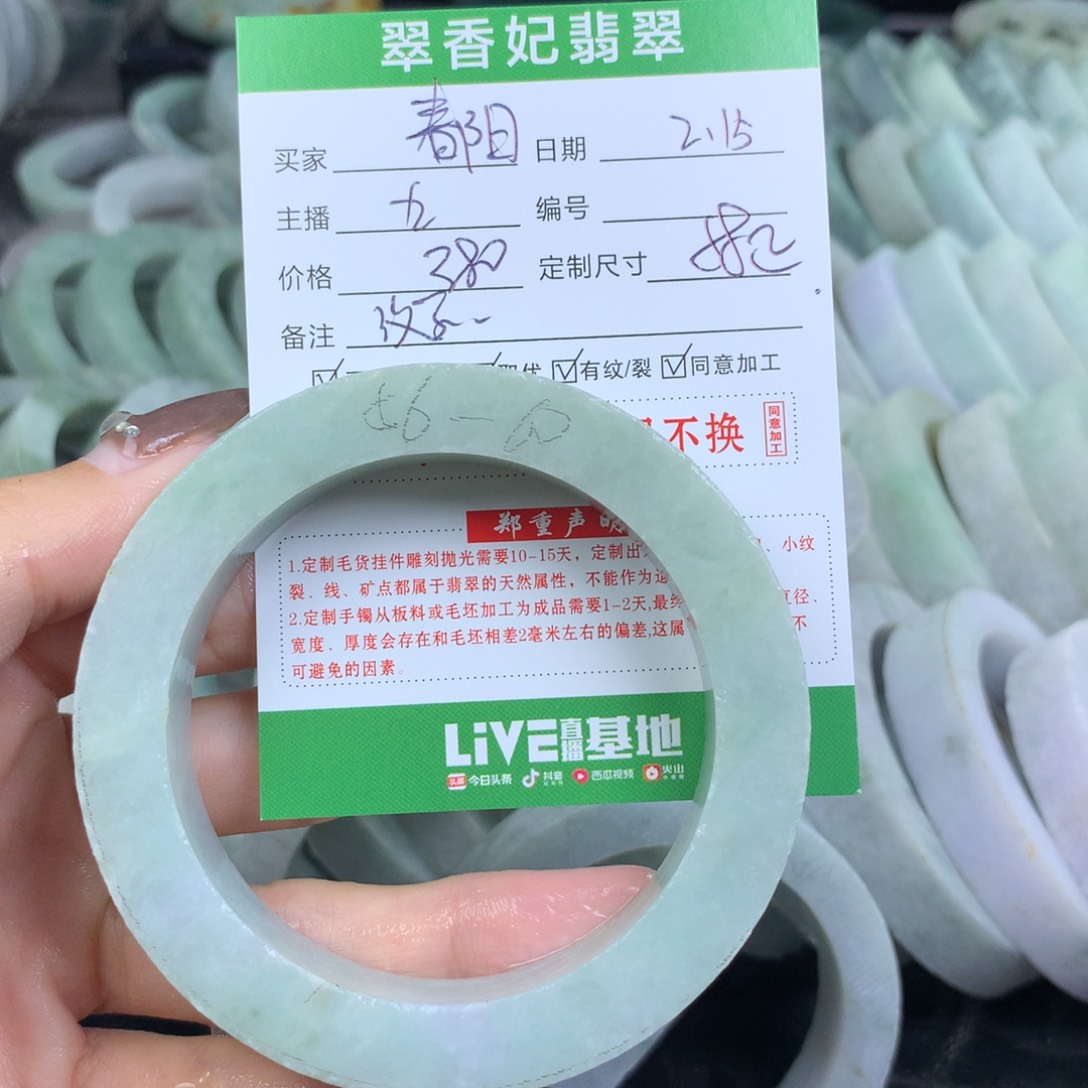 翠香妃翡翠
买家 春阳 日期 2.15
主播 九 编号
价格 380 定制尺寸
备注
有纹/裂 同意加工
不换 同意加工
郑重声明
1.定制毛货挂件雕刻抛光需要10-15天，定制出 、小纹
裂、线、矿点都属于翡翠的天然属性，不能作为
2.定制手镯从板料或毛坯加工为成品需要1-2天,最终 直径、
宽度、厚度会存在和毛坯相差2毫米左右的偏差,这属 不
可避免的因素。
LiVE直播基地
头条 今日头条 抖音 西瓜视频 火山